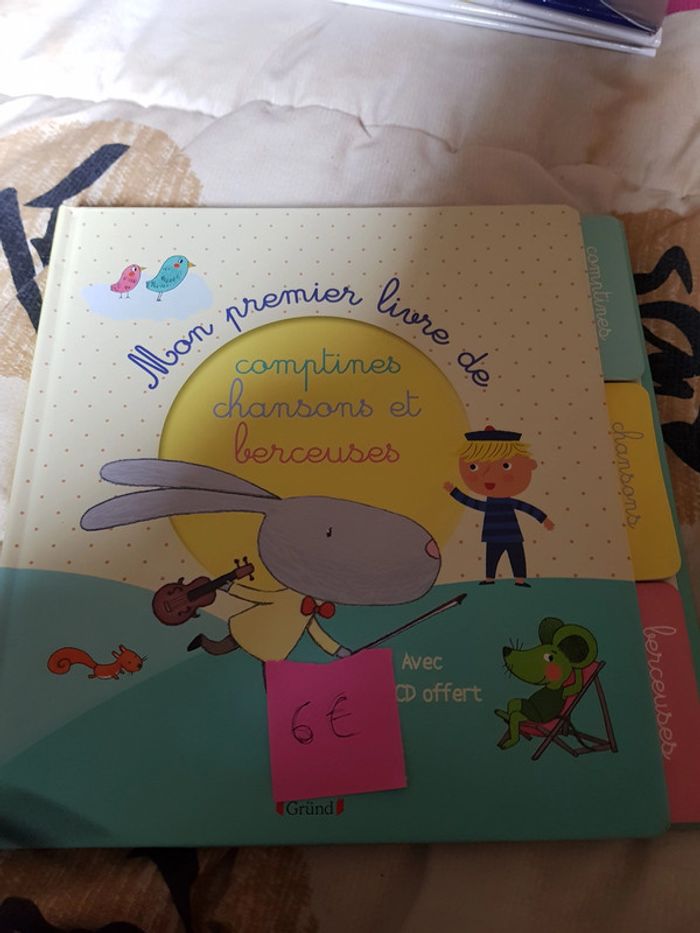 Mon premier livre de
comptines
chansons et
berceuses
comptines
chansons
berceuses
Avec
CD offert
6€
Gründ